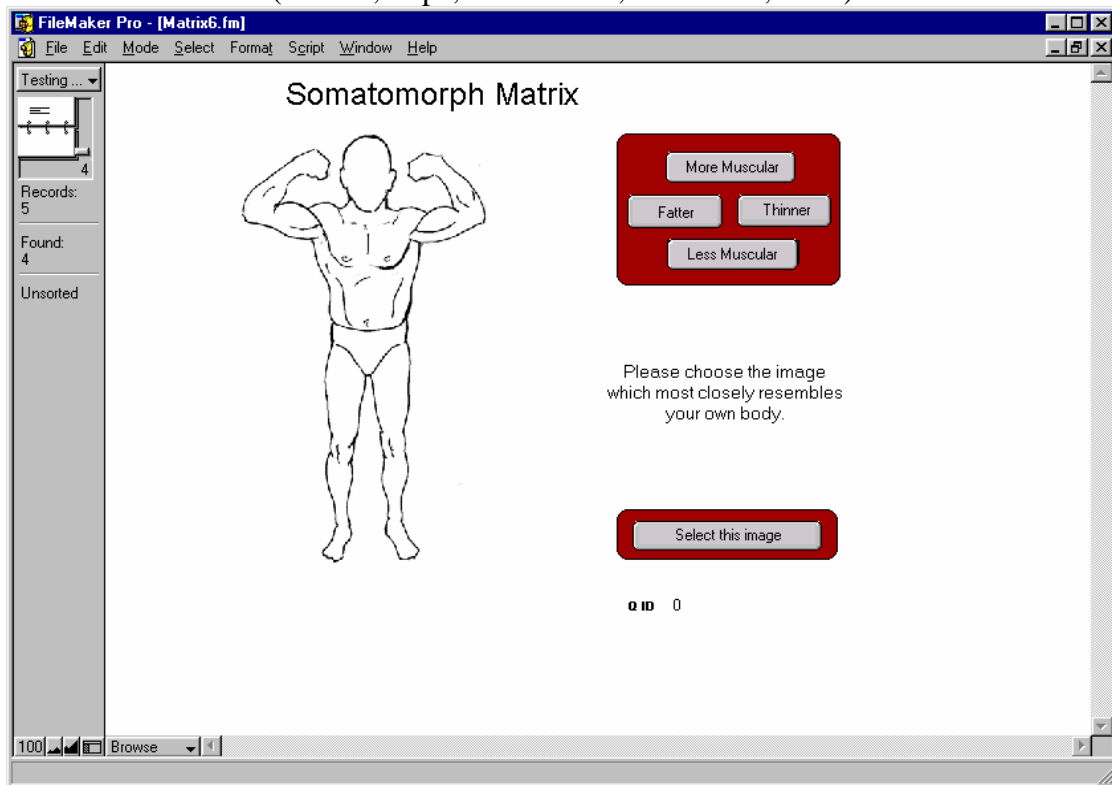 FileMaker Pro - [Matrix6.fm]
File Edit Mode Select Format Script Window Help
Testing ...
4
Records:
5
Found:
4
Unsorted
Somatomorph Matrix
More Muscular
Fatter Thinner
Less Muscular
Please choose the image
which most closely resembles
your own body.
Select this image
Q ID 0
100 Browse